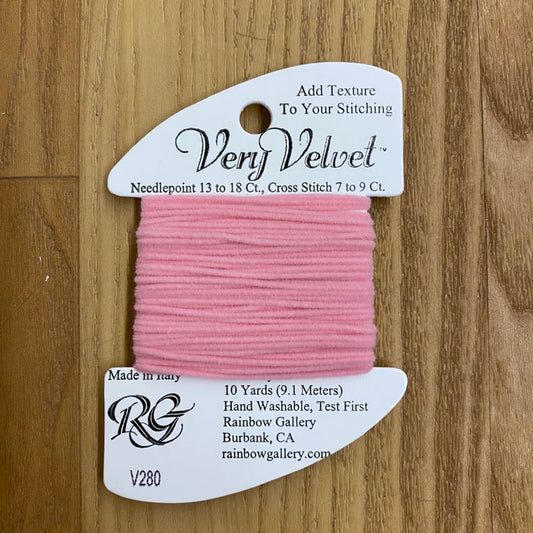 Add Texture
To Your Stitching
Very Velvet™
Needlepoint 13 to 18 Ct., Cross Stitch 7 to 9 Ct.
Made in Italy
10 Yards (9.1 Meters)
Hand Washable, Test First
RG
Rainbow Gallery
Burbank, CA
rainbowgallery.com
V280